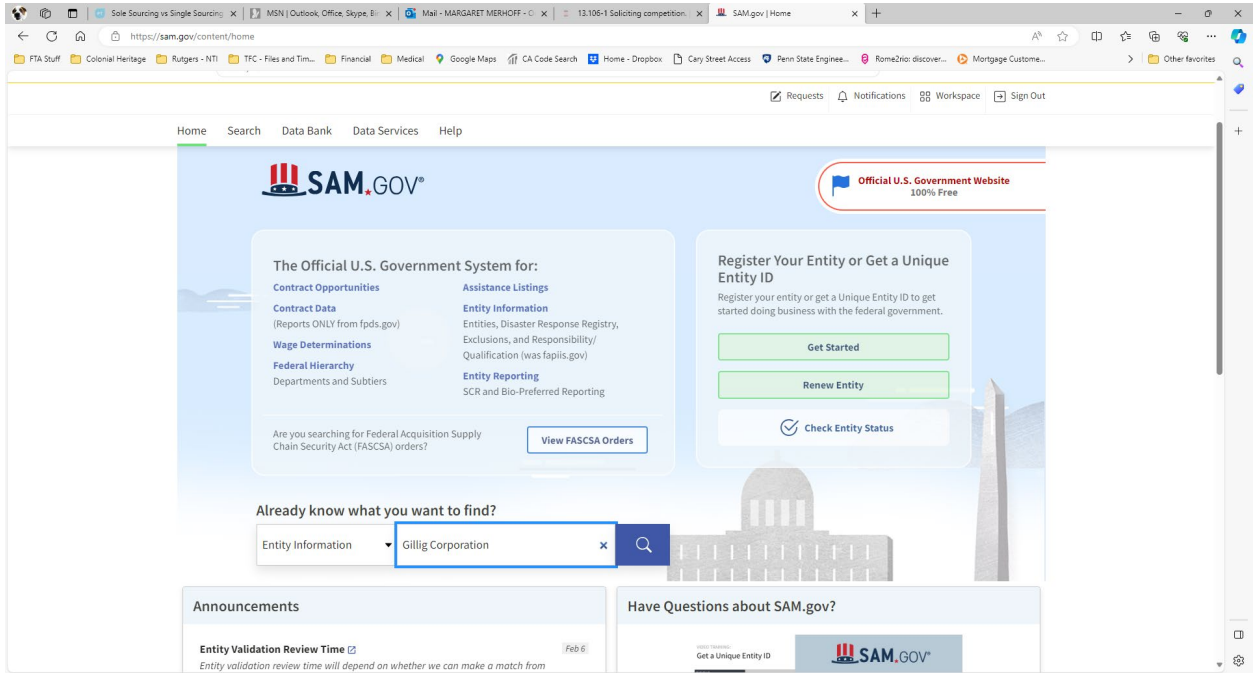 Sole Sourcing vs Single Sourcing
MSN | Outlook, Office, Skype, Bi
Mail - MARGARET MERHOFF - O
13.106-1 Soliciting competition.
SAM.gov | Home
https://sam.gov/content/home
FTA Stuff
Colonial Heritage
Rutgers - NTI
TFC - Files and Tim...
Financial
Medical
Google Maps
CA Code Search
Home - Dropbox
Cary Street Access
Penn State Enginee...
Rome2rio: discover...
Mortgage Custome...
Other favorites
Requests
Notifications
Workspace
Sign Out
Home
Search
Data Bank
Data Services
Help
SAM.GOV®
Official U.S. Government Website
100% Free
The Official U.S. Government System for:
Contract Opportunities
Contract Data
(Reports ONLY from fpds.gov)
Wage Determinations
Federal Hierarchy
Departments and Subtiers
Assistance Listings
Entity Information
Entities, Disaster Response Registry,
Exclusions, and Responsibility/
Qualification (was fapiis.gov)
Entity Reporting
SCR and Bio-Preferred Reporting
Are you searching for Federal Acquisition Supply
Chain Security Act (FASCSA) orders?
View FASCSA Orders
Register Your Entity or Get a Unique
Entity ID
Register your entity or get a Unique Entity ID to get
started doing business with the federal government.
Get Started
Renew Entity
Check Entity Status
Already know what you want to find?
Entity Information
Gillig Corporation
Announcements
Entity Validation Review Time
Feb 6
Entity validation review time will depend on whether we can make a match from
Have Questions about SAM.gov?
Get a Unique Entity ID
SAM.GOV®